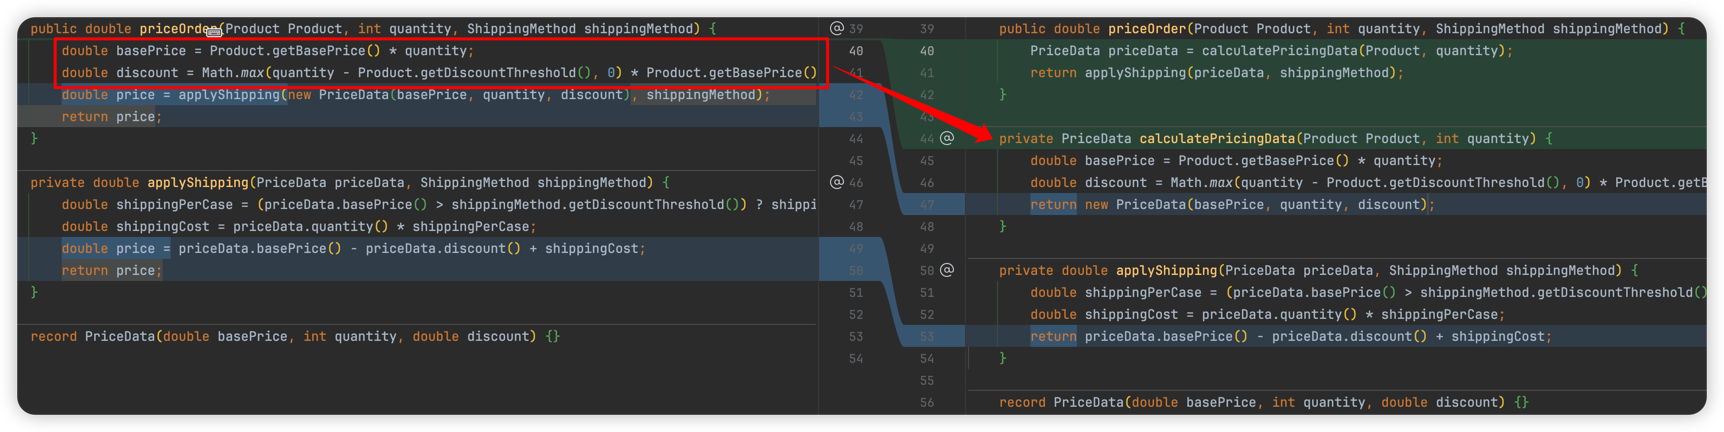 public double priceOrder(Product Product, int quantity, ShippingMethod shippingMethod) {
double basePrice = Product.getBasePrice() * quantity;
double discount = Math.max(quantity - Product.getDiscountThreshold(), 0) * Product.getBasePrice()
double price = applyShipping(new PriceData(basePrice, quantity, discount), shippingMethod);
return price;
}
private double applyShipping(PriceData priceData, ShippingMethod shippingMethod) {
double shippingPerCase = (priceData.basePrice() > shippingMethod.getDiscountThreshold()) ? shippi
double shippingCost = priceData.quantity() * shippingPerCase;
double price = priceData.basePrice() - priceData.discount() + shippingCost;
return price;
}
record PriceData(double basePrice, int quantity, double discount) {}
@ 39
40
41
42
43
44
45
@ 46
47
48
49
50
51
52
53
54
39
40
41
42
43
44 @
45
46
47
48
49
50 @
51
52
53
54
55
56
public double priceOrder(Product Product, int quantity, ShippingMethod shippingMethod) {
PriceData priceData = calculatePricingData(Product, quantity);
return applyShipping(priceData, shippingMethod);
}
private PriceData calculatePricingData(Product Product, int quantity) {
double basePrice = Product.getBasePrice() * quantity;
double discount = Math.max(quantity - Product.getDiscountThreshold(), 0) * Product.getB
return new PriceData(basePrice, quantity, discount);
}
private double applyShipping(PriceData priceData, ShippingMethod shippingMethod) {
double shippingPerCase = (priceData.basePrice() > shippingMethod.getDiscountThreshold()
double shippingCost = priceData.quantity() * shippingPerCase;
return priceData.basePrice() - priceData.discount() + shippingCost;
}
record PriceData(double basePrice, int quantity, double discount) {}